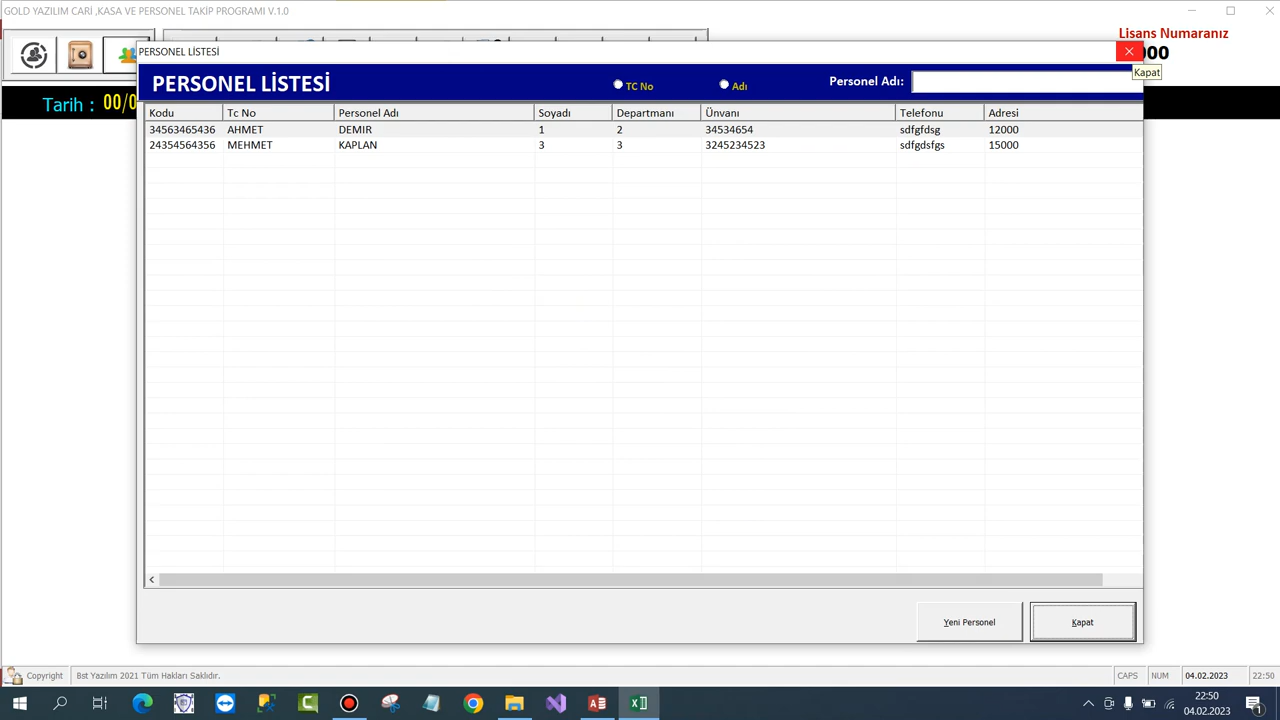 GOLD YAZILIM CARİ ,KASA VE PERSONEL TAKİP PROGRAMI V.1.0
Lisans Numaranız
PERSONEL LİSTESİ
Kapat
PERSONEL LİSTESİ
TC No
Adı
Personel Adı:
Tarih : 00/0
Kodu Tc No Personel Adı Soyadı Departmanı Ünvanı Telefonu Adresi
34563465436 AHMET DEMIR 1 2 34534654 sdfgfdsg 12000
24354564356 MEHMET KAPLAN 3 3 3245234523 sdfgdsfgs 15000
Yeni Personel
Kapat
Copyright Bst Yazılım 2021 Tüm Hakları Saklıdır. CAPS NUM 04.02.2023 22:50
22:50
04.02.2023